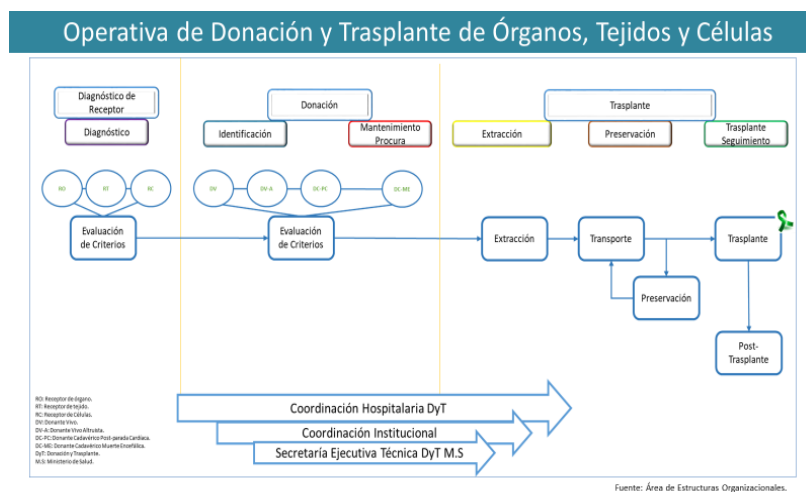 Operativa de Donación y Trasplante de Órganos, Tejidos y Células
Diagnóstico de
Receptor
Diagnóstico
Donación
Identificación
Mantenimiento
Procura
Trasplante
Extracción
Preservación
Trasplante
Seguimiento
RO
RT
RC
DV
DV-A
DC-PC
DC-ME
Evaluación
de Criterios
Evaluación
de Criterios
Extracción
Transporte
Trasplante
Preservación
Post-
Trasplante
RO: Receptor de órgano.
RT: Receptor de tejido.
RC: Receptor de Células.
DV: Donante Vivo.
DV-A: Donante Vivo Altruista.
DC-PC: Donante Cadavérico Post-parada Cardíaca.
DC-ME: Donante Cadavérico Muerte Encefálica.
DyT: Donación y Trasplante.
M.S: Ministerio de Salud.
Coordinación Hospitalaria DyT
Coordinación Institucional
Secretaría Ejecutiva Técnica DyT M.S
Fuente: Área de Estructuras Organizacionales.